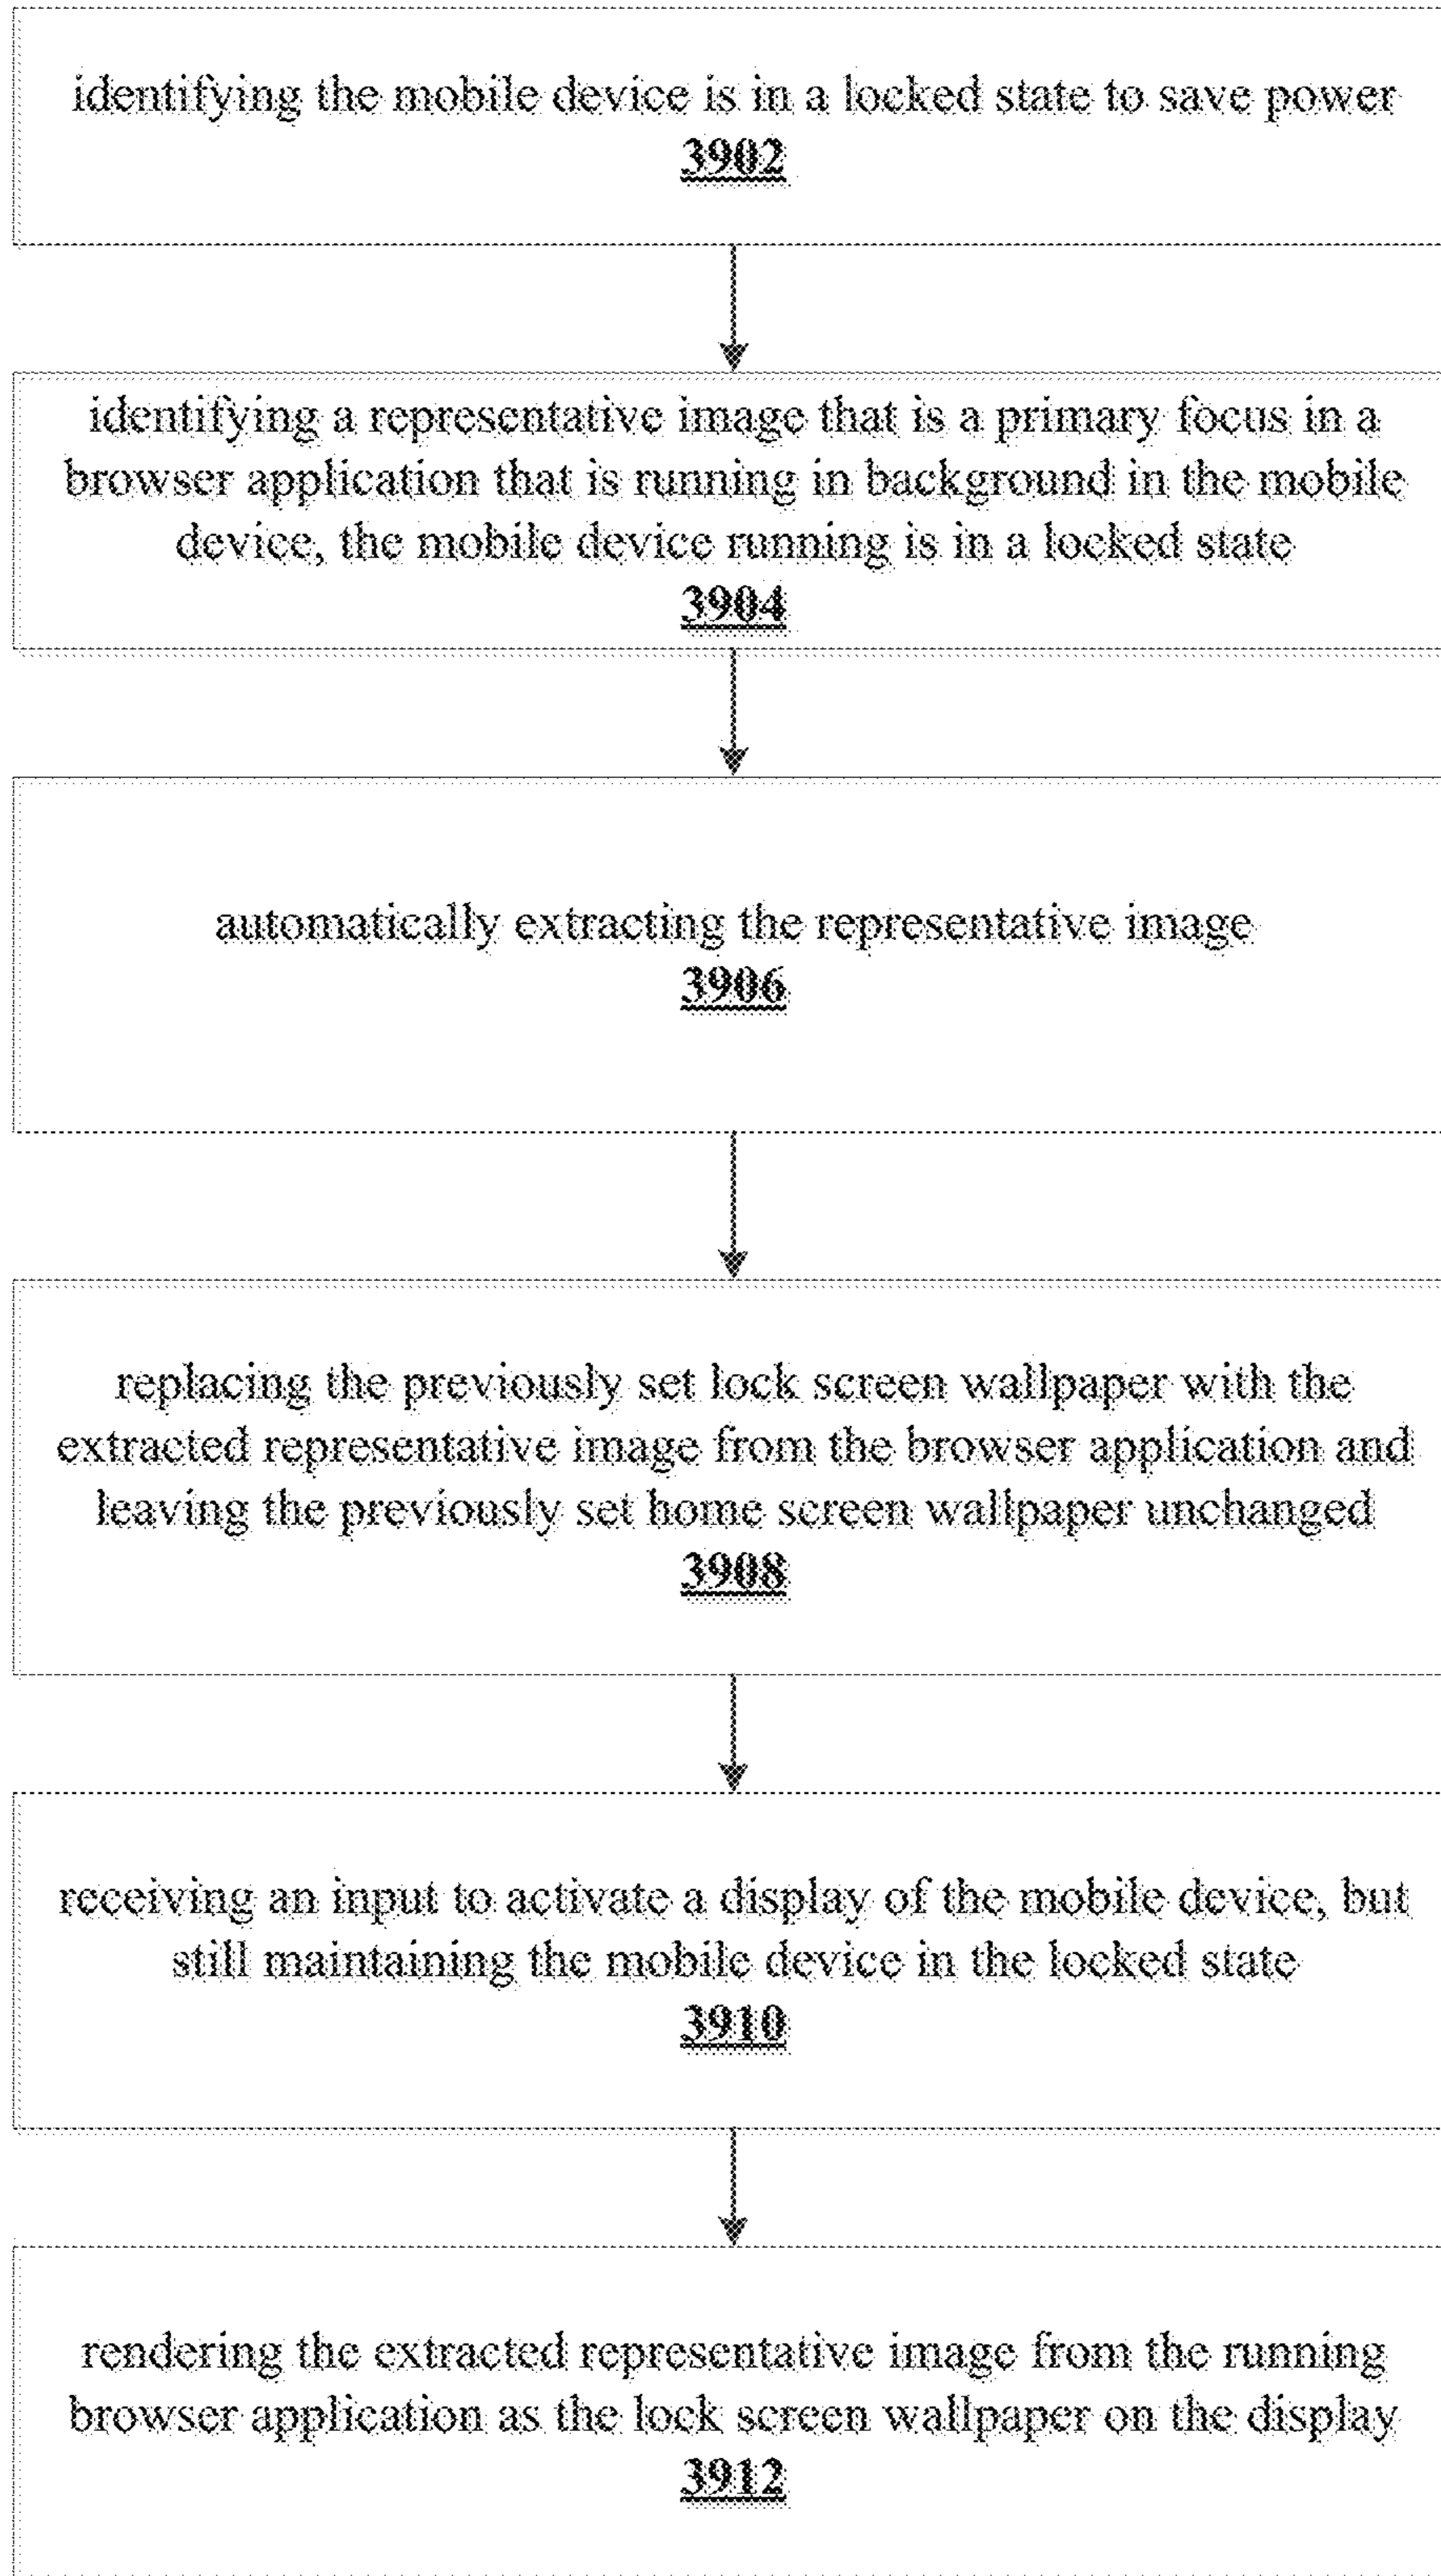 identifying the mobile device is in a locked state to save power
3902
identifying a representative image that is a primary focus in a
browser application that is running in background in the mobile
device, the mobile device running is in a locked state
3904
automatically extracting the representative image
3906
replacing the previously set lock screen wallpaper with the
extracted representative image from the browser application and
leaving the previously set home screen wallpaper unchanged
3908
receiving an input to activate a display of the mobile device, but
still maintaining the mobile device in the locked state
3910
rendering the extracted representative image from the running
browser application as the lock screen wallpaper on the display
3912